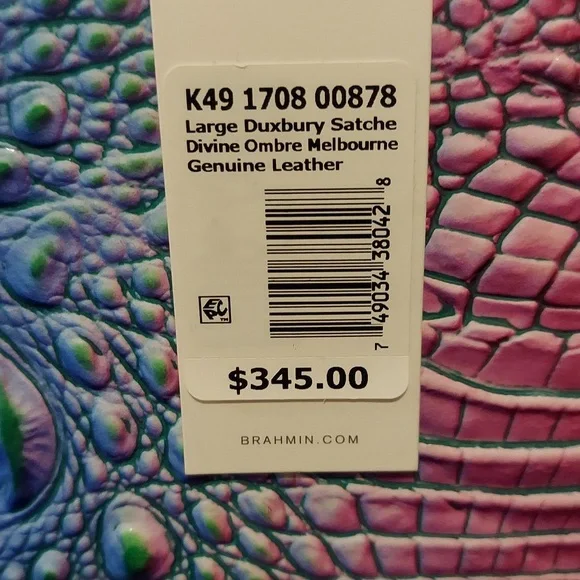 K49 1708 00878
Large Duxbury Satche
Divine Ombre Melbourne
Genuine Leather
7 49034 38042 8
EPC™
$345.00
BRAHMIN.COM